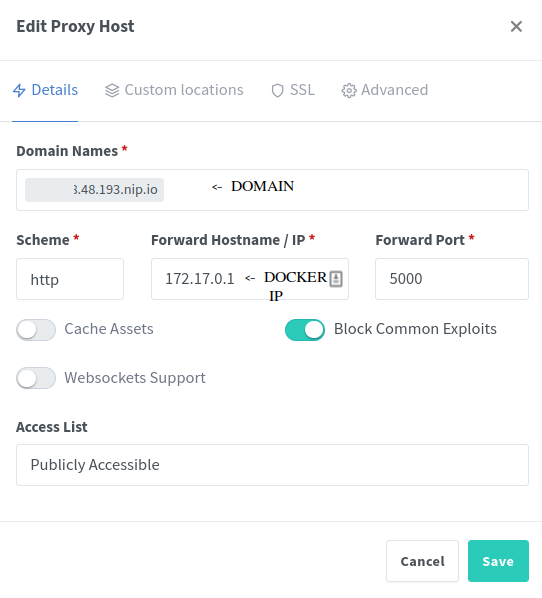 Edit Proxy Host
Details Custom locations SSL Advanced
Domain Names *
.48.193.nip.io <- DOMAIN
Scheme * Forward Hostname / IP * Forward Port *
http 172.17.0.1 <- DOCKER 5000
IP
Cache Assets Block Common Exploits
Websockets Support
Access List
Publicly Accessible
Cancel Save